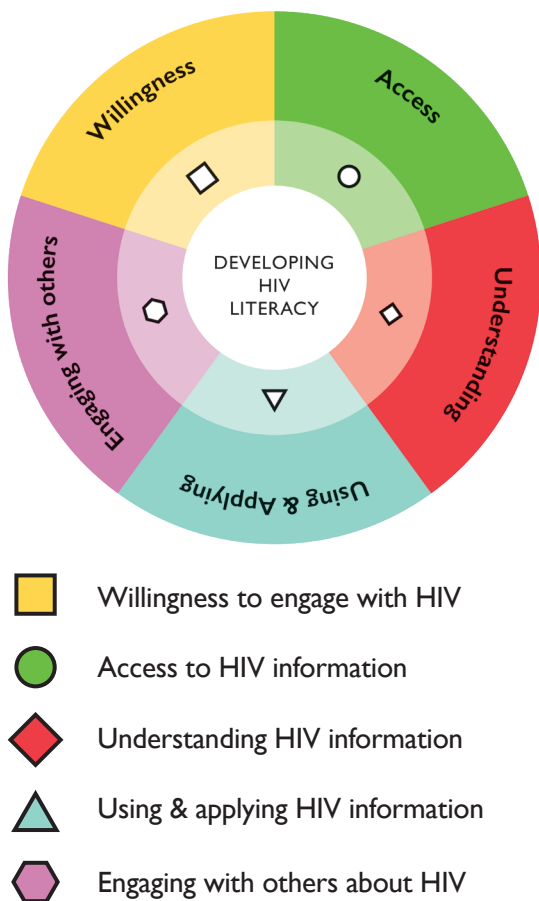 Willingness
Access
Understanding
Using & Applying
Engaging with others
DEVELOPING
HIV
LITERACY
Willingness to engage with HIV
Access to HIV information
Understanding HIV information
Using & applying HIV information
Engaging with others about HIV